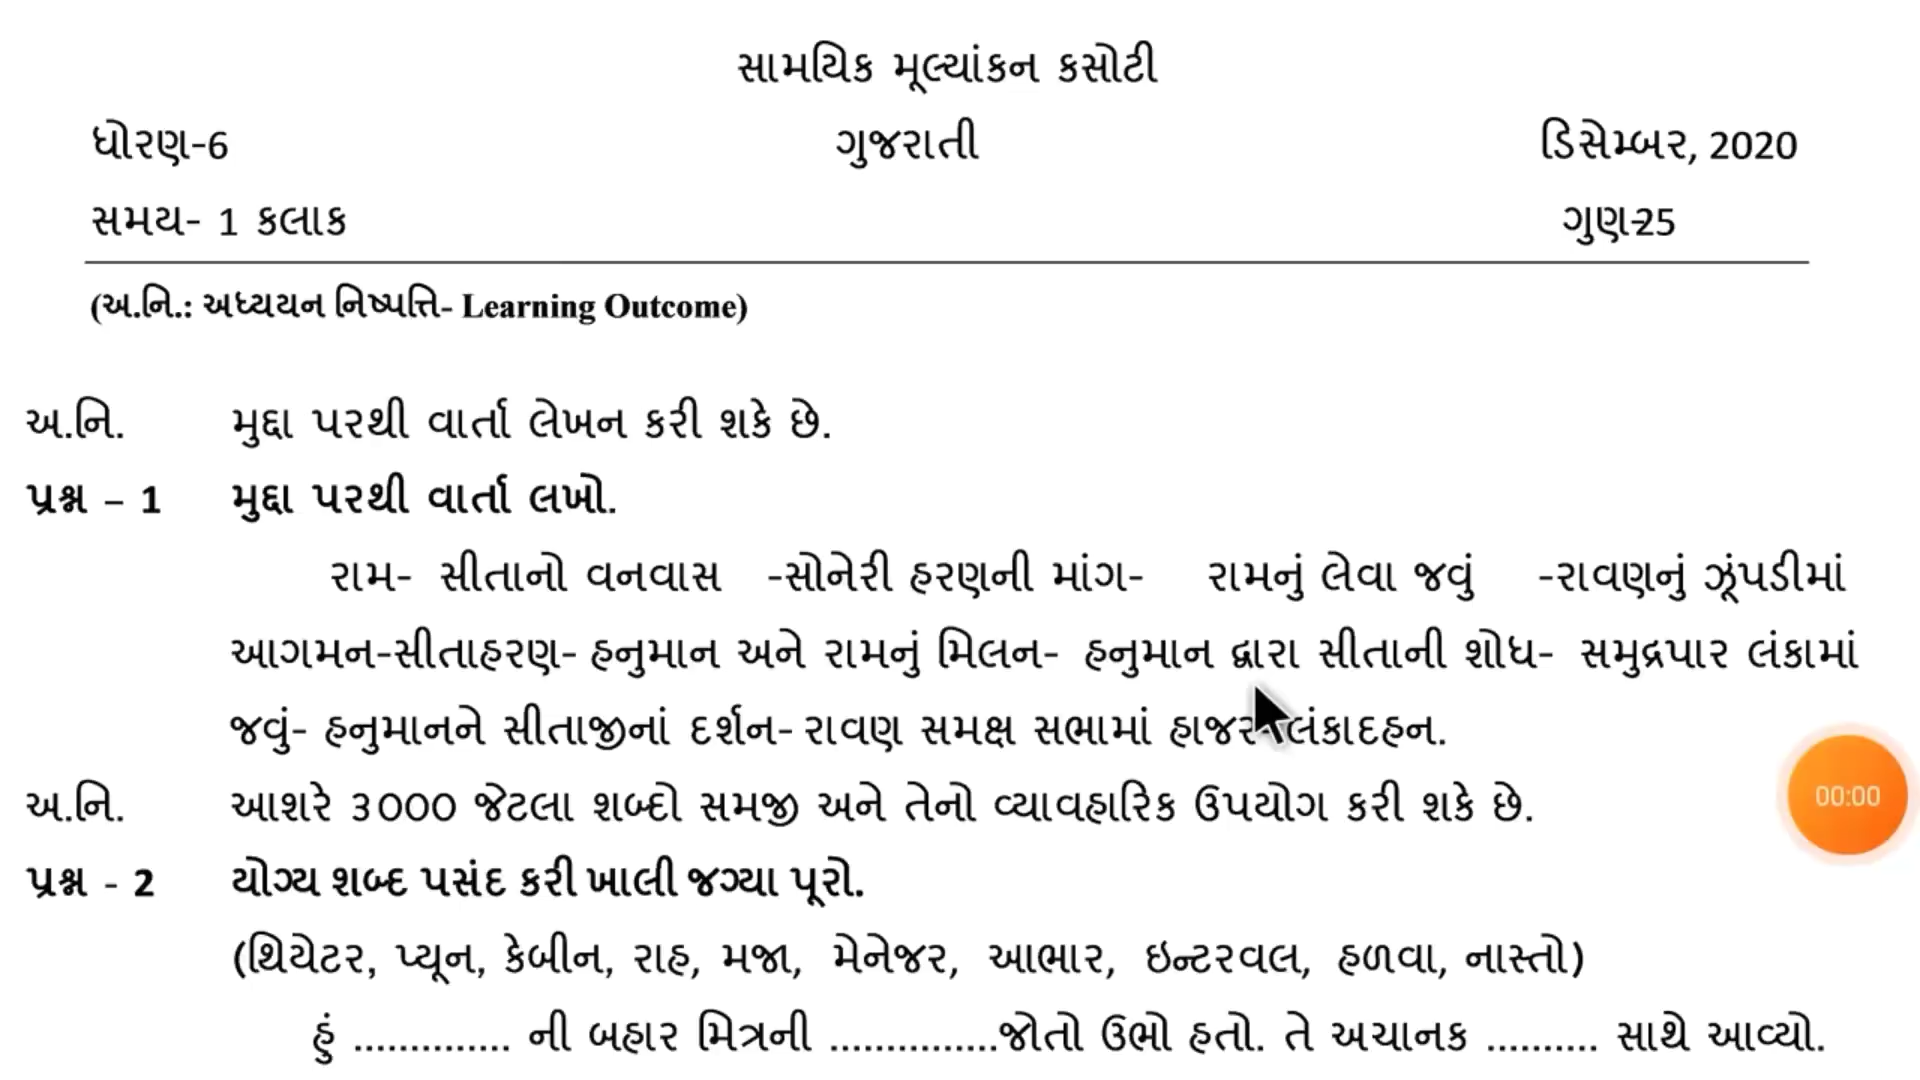 સામયિક મૂલ્યાંકન કસોટી
ધોરણ-6 ગુજરાતી ડિસેમ્બર, 2020
સમય- 1 કલાક ગુણ-25
(અ.નિ.: અધ્યયન નિષ્પત્તિ- Learning Outcome)
અ.નિ. મુદ્દા પરથી વાર્તા લેખન કરી શકે છે.
પ્રશ્ન – 1 મુદ્દા પરથી વાર્તા લખો.
રામ- સીતાનો વનવાસ -સોનેરી હરણની માંગ- રામનું લેવા જવું -રાવણનું ઝૂંપડીમાં
આગમન-સીતાહરણ- હનુમાન અને રામનું મિલન- હનુમાન દ્વારા સીતાની શોધ- સમુદ્રપાર લંકામાં
જવું- હનુમાનને સીતાજીનાં દર્શન- રાવણ સમક્ષ સભામાં હાજર-લંકાદહન.
અ.નિ. આશરે 3000 જેટલા શબ્દો સમજી અને તેનો વ્યાવહારિક ઉપયોગ કરી શકે છે.
00:00
પ્રશ્ન - 2 યોગ્ય શબ્દ પસંદ કરી ખાલી જગ્યા પૂરો.
(થિયેટર, પ્યૂન, કેબીન, રાહ, મજા, મેનેજર, આભાર, ઇન્ટરવલ, હળવા, નાસ્તો)
હું .............. ની બહાર મિત્રની ...............જોતો ઉભો હતો. તે અચાનક .......... સાથે આવ્યો.